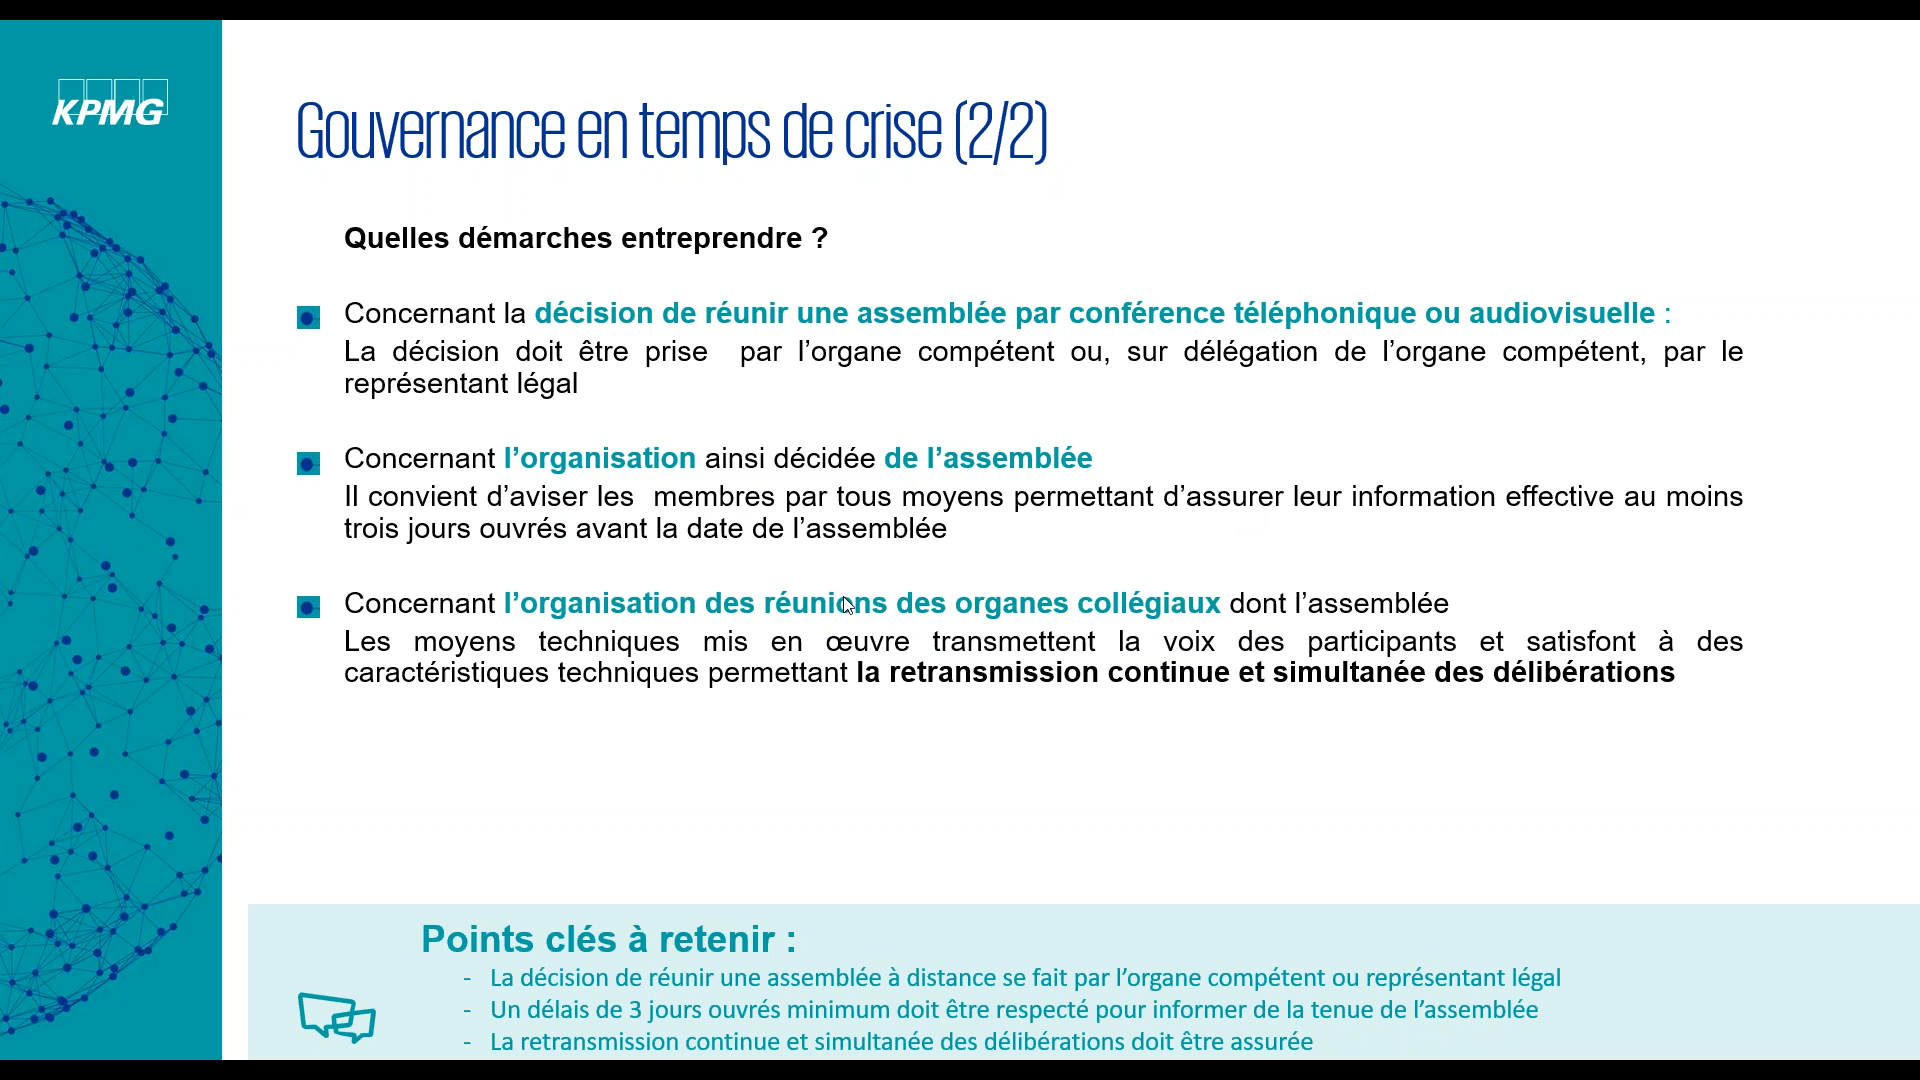 KPMG
Gouvernance en temps de crise (2/2)
Quelles démarches entreprendre ?
Concernant la décision de réunir une assemblée par conférence téléphonique ou audiovisuelle :
La décision doit être prise par l’organe compétent ou, sur délégation de l’organe compétent, par le
représentant légal
Concernant l’organisation ainsi décidée de l’assemblée
Il convient d’aviser les membres par tous moyens permettant d’assurer leur information effective au moins
trois jours ouvrés avant la date de l’assemblée
Concernant l’organisation des réunions des organes collégiaux dont l’assemblée
Les moyens techniques mis en œuvre transmettent la voix des participants et satisfont à des
caractéristiques techniques permettant la retransmission continue et simultanée des délibérations
Points clés à retenir :
- La décision de réunir une assemblée à distance se fait par l’organe compétent ou représentant légal
- Un délais de 3 jours ouvrés minimum doit être respecté pour informer de la tenue de l’assemblée
- La retransmission continue et simultanée des délibérations doit être assurée